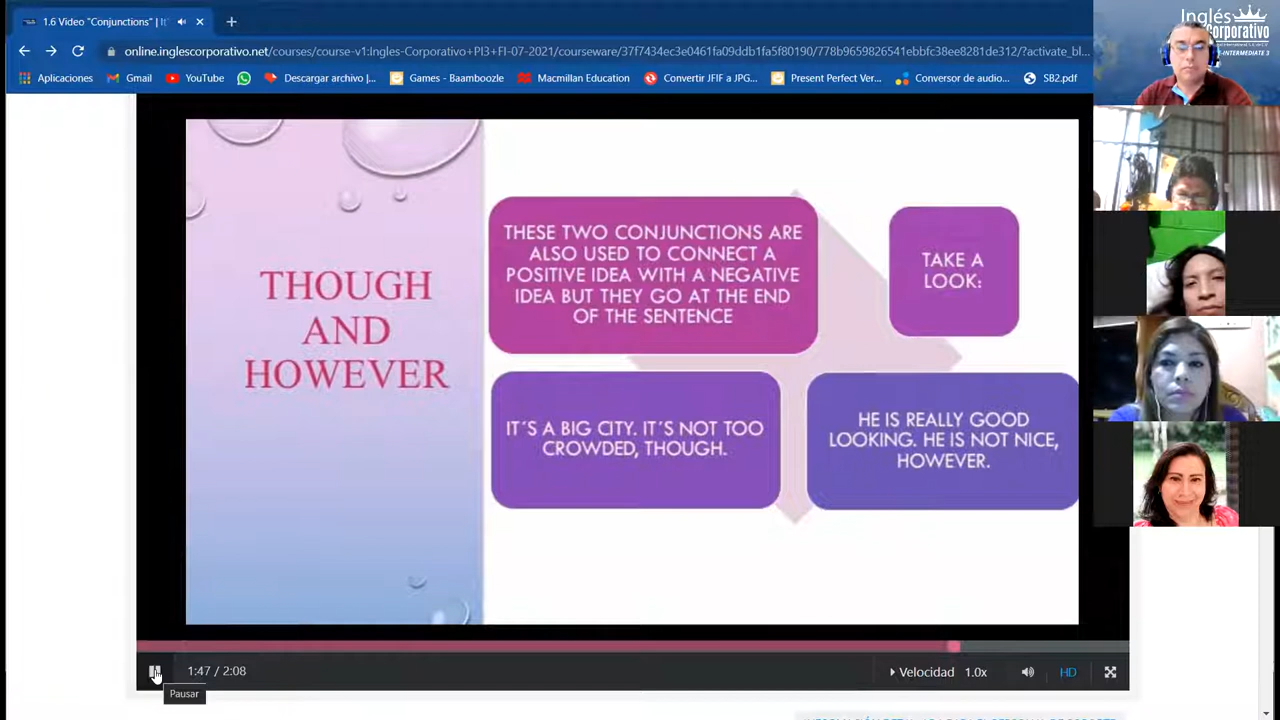 1.6 Video "Conjunctions" | It
online.inglescorporativo.net/courses/course-v1:Ingles-Corporativo+PI3+FI-07-2021/courseware/37f7434ec3e0461fa09ddb1fa5f80190/778b9659826541ebbfc38ee8281de312/?activate_bl...
Aplicaciones
Gmail
YouTube
Descargar archivo |...
Games - Baamboozle
Macmillan Education
Convertir JFIF a JPG...
Present Perfect Ver...
Conversor de audio...
SB2.pdf
Inglés
Corporativo
THOUGH
AND
HOWEVER
THESE TWO CONJUNCTIONS ARE
ALSO USED TO CONNECT A
POSITIVE IDEA WITH A NEGATIVE
IDEA BUT THEY GO AT THE END
OF THE SENTENCE
TAKE A
LOOK:
IT´S A BIG CITY. IT´S NOT TOO
CROWDED, THOUGH.
HE IS REALLY GOOD
LOOKING. HE IS NOT NICE,
HOWEVER.
1:47 / 2:08
Velocidad 1.0x
HD
Pausar